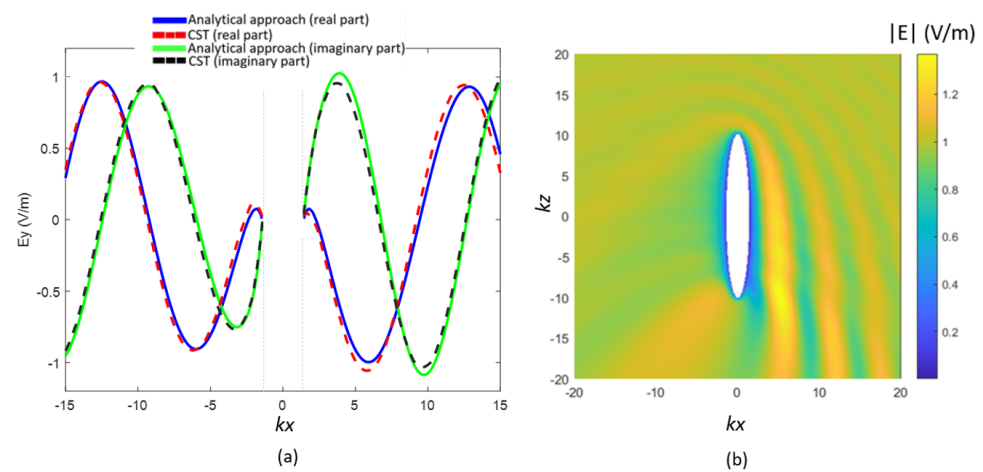 Analytical approach (real part)
CST (real part)
Analytical approach (imaginary part)
CST (imaginary part)
1
0.5
0
-0.5
-1
Ey (V/m)
-15
-10
-5
0
5
10
15
kx
(a)
|E| (V/m)
20
15
10
5
0
-5
-10
-15
-20
kz
-20
-10
0
10
20
kx
1.2
1
0.8
0.6
0.4
0.2
(b)